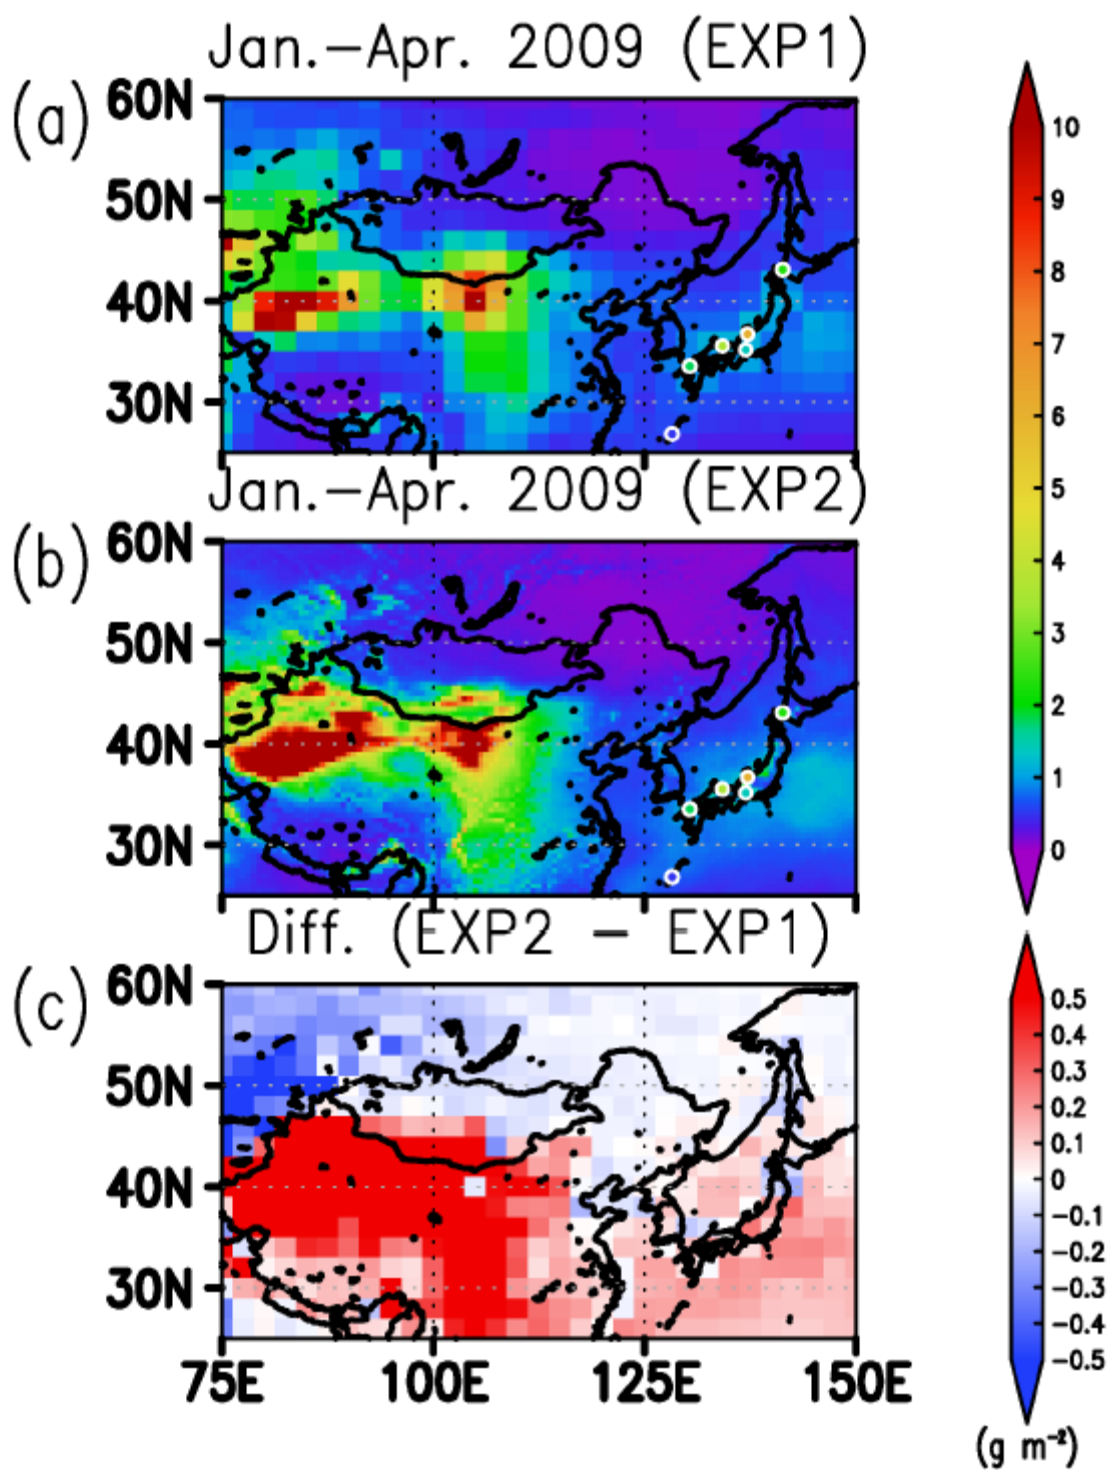 Jan.-Apr. 2009 (EXP1)
(a)
60N
50N
40N
30N
Jan.-Apr. 2009 (EXP2)
(b)
60N
50N
40N
30N
Diff. (EXP2 - EXP1)
(c)
60N
50N
40N
30N
75E 100E 125E 150E
10
9
8
7
6
5
4
3
2
1
0
0.5
0.4
0.3
0.2
0.1
0
-0.1
-0.2
-0.3
-0.4
-0.5
(g m⁻²)